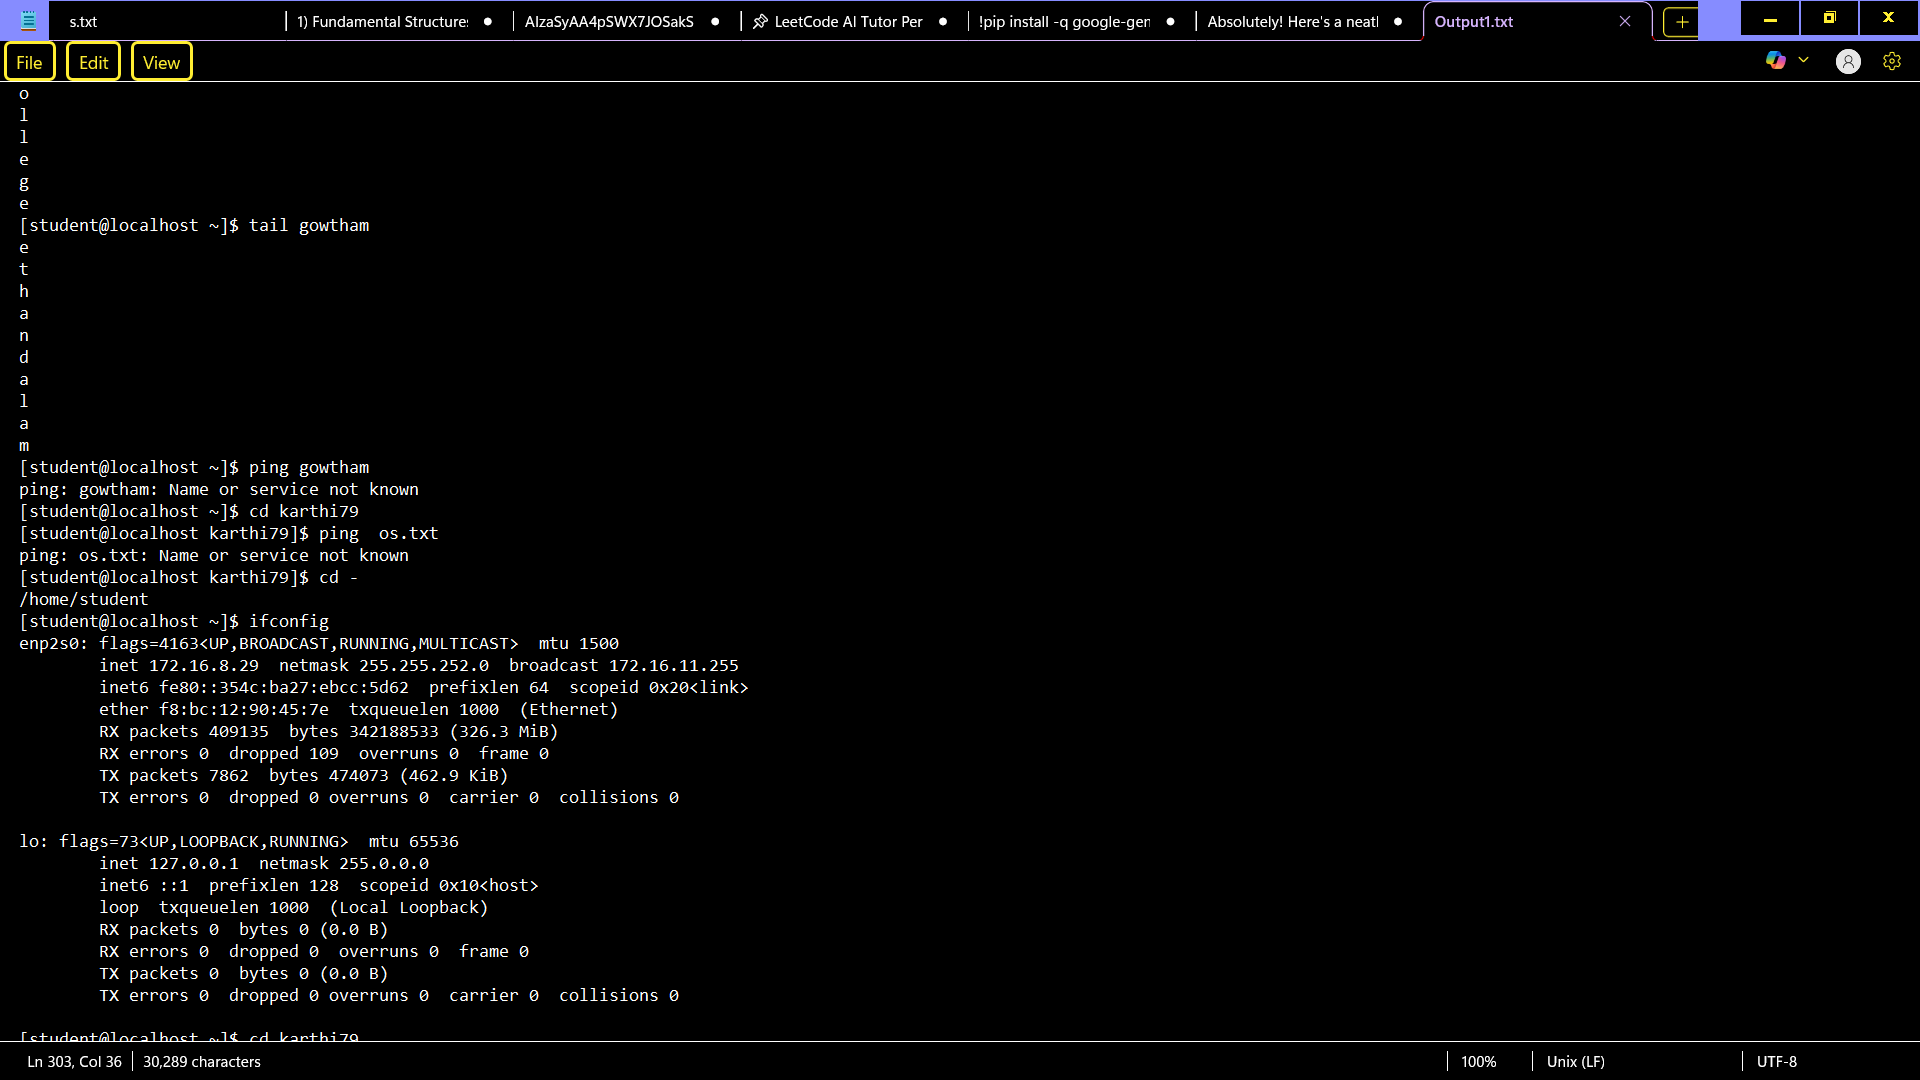 s.txt
1) Fundamental Structure:
AIzaSyAA4pSWX7JOSakS
LeetCode AI Tutor Per
!pip install -q google-gen
Absolutely! Here's a neatl
Output1.txt
File
Edit
View
o
l
l
e
g
e
[student@localhost ~]$ tail gowtham
e
t
h
a
n
d
a
l
a
m
[student@localhost ~]$ ping gowtham
ping: gowtham: Name or service not known
[student@localhost ~]$ cd karthi79
[student@localhost karthi79]$ ping  os.txt
ping: os.txt: Name or service not known
[student@localhost karthi79]$ cd -
/home/student
[student@localhost ~]$ ifconfig
enp2s0: flags=4163<UP,BROADCAST,RUNNING,MULTICAST>  mtu 1500
        inet 172.16.8.29  netmask 255.255.252.0  broadcast 172.16.11.255
        inet6 fe80::354c:ba27:ebcc:5d62  prefixlen 64  scopeid 0x20<link>
        ether f8:bc:12:90:45:7e  txqueuelen 1000  (Ethernet)
        RX packets 409135  bytes 342188533 (326.3 MiB)
        RX errors 0  dropped 109  overruns 0  frame 0
        TX packets 7862  bytes 474073 (462.9 KiB)
        TX errors 0  dropped 0 overruns 0  carrier 0  collisions 0
lo: flags=73<UP,LOOPBACK,RUNNING>  mtu 65536
        inet 127.0.0.1  netmask 255.0.0.0
        inet6 ::1  prefixlen 128  scopeid 0x10<host>
        loop  txqueuelen 1000  (Local Loopback)
        RX packets 0  bytes 0 (0.0 B)
        RX errors 0  dropped 0  overruns 0  frame 0
        TX packets 0  bytes 0 (0.0 B)
        TX errors 0  dropped 0 overruns 0  carrier 0  collisions 0
[student@localhost ~]$ cd karthi79
Ln 303, Col 36
30,289 characters
100%
Unix (LF)
UTF-8